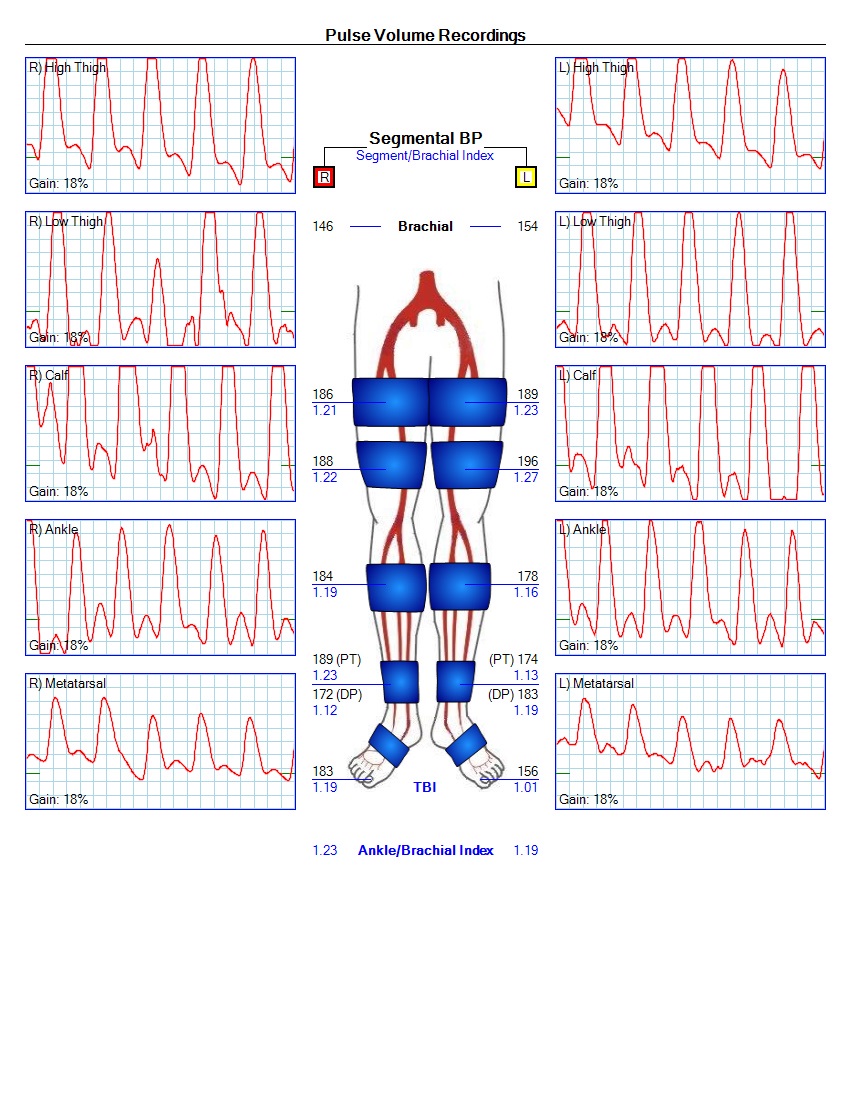 Pulse Volume Recordings
R) High Thigh
Gain: 18%
R) Low Thigh
Gain: 18%
R) Calf
Gain: 18%
R) Ankle
Gain: 18%
R) Metatarsal
Gain: 18%
Segmental BP
Segment/Brachial Index
R L
146 Brachial 154
186 189
1.21 1.23
188 196
1.22 1.27
184 178
1.19 1.16
189 (PT) (PT) 174
1.23 1.13
172 (DP) (DP) 183
1.12 1.19
183 156
1.19 TBI 1.01
1.23 Ankle/Brachial Index 1.19
L) High Thigh
Gain: 18%
L) Low Thigh
Gain: 18%
L) Calf
Gain: 18%
L) Ankle
Gain: 18%
L) Metatarsal
Gain: 18%